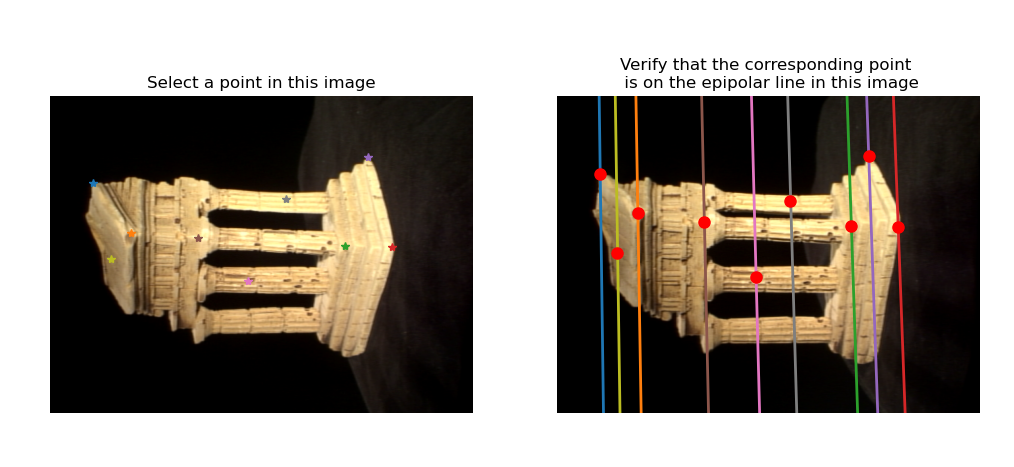 Select a point in this image
Verify that the corresponding point
is on the epipolar line in this image